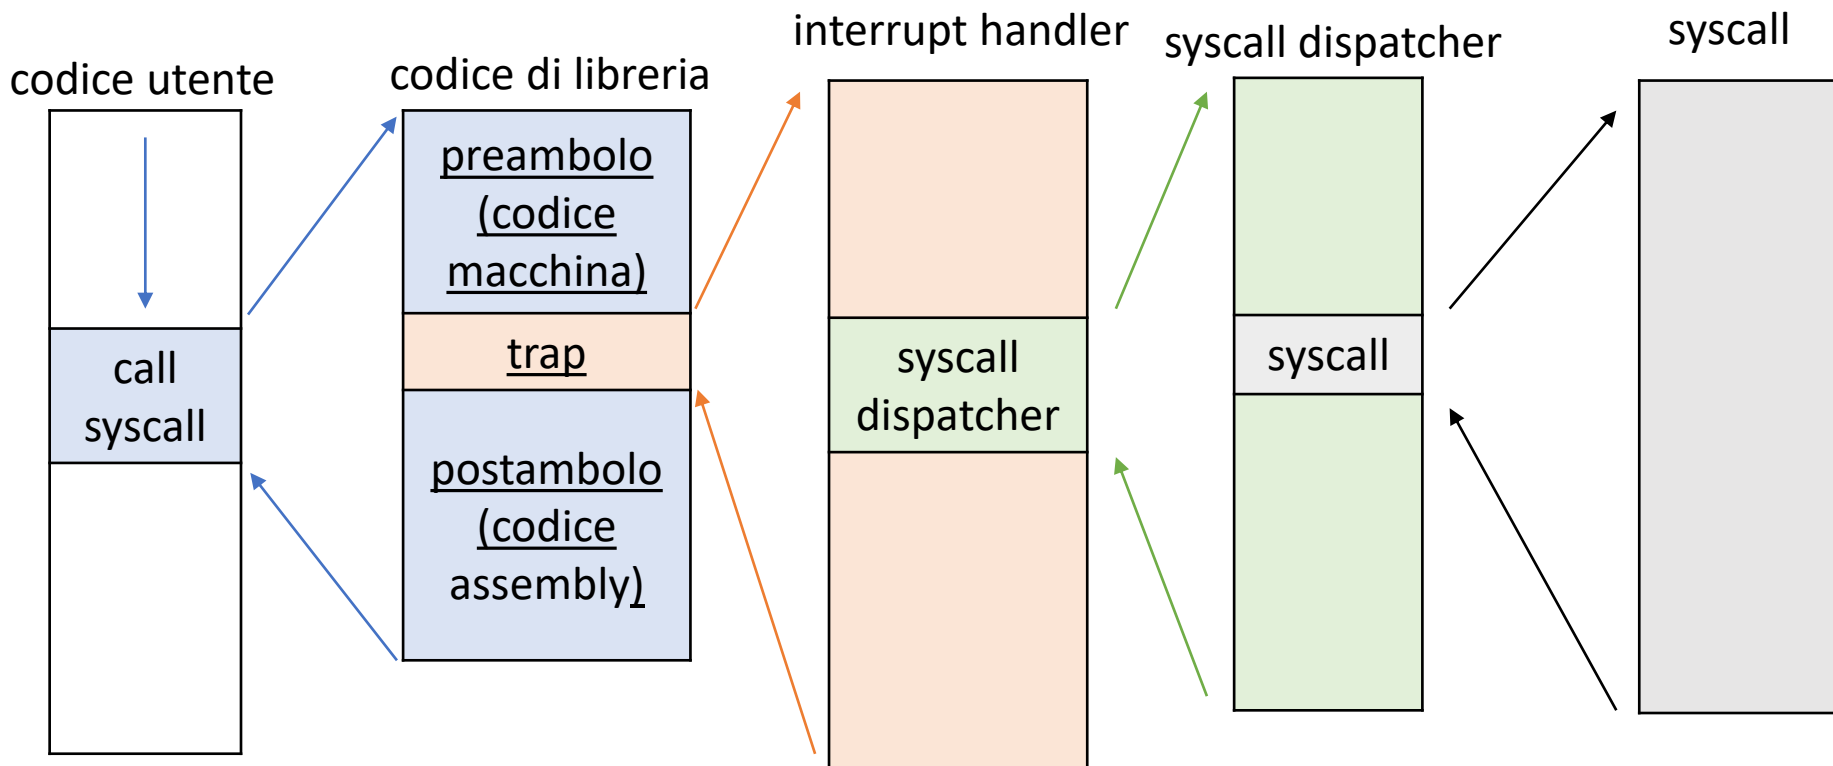 codice utente
call
syscall
codice di libreria
preambolo
(codice
macchina)
trap
postambolo
(codice
assembly)
interrupt handler
syscall
dispatcher
syscall dispatcher
syscall
syscall